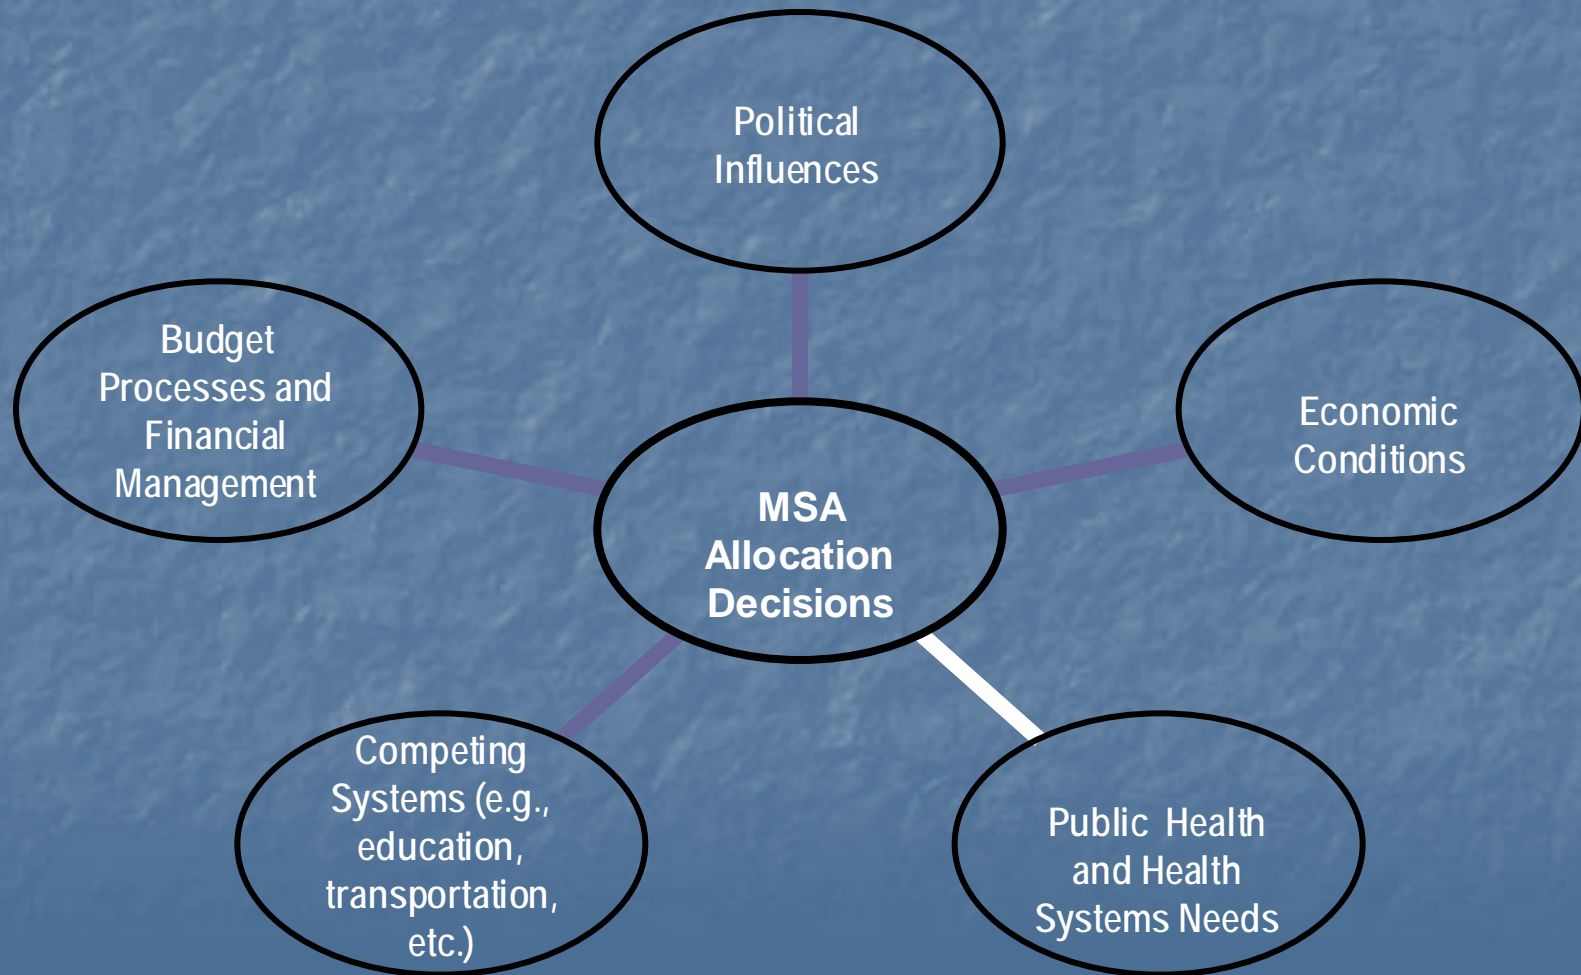 Political
Influences
Budget
Processes and
Financial
Management
Economic
Conditions
MSA
Allocation
Decisions
Competing
Systems (e.g.,
education,
transportation,
etc.)
Public Health
and Health
Systems Needs